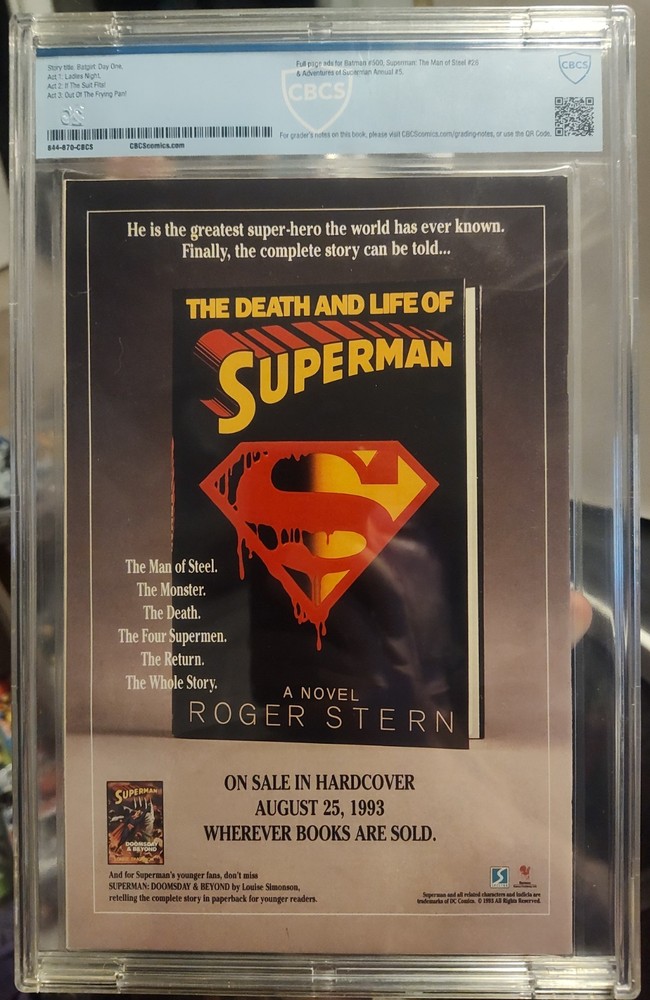 Story title: Batgirl: Day One,
Act 1: Ladies Night,
Act 2: If The Suit Fits!
Act 3: Out Of The Frying Pan!
Full page ads for Batman #500, Superman: The Man of Steel #26
& Adventures of Superman Annual #5.
CBCS
CBCS
For grader's notes on this book, please visit CBCScomics.com/grading-notes, or use the QR Code.
CBCScomics.com
He is the greatest super-hero the world has ever known.
Finally, the complete story can be told...
THE DEATH AND LIFE OF
SUPERMAN
S
The Man of Steel.
The Monster.
The Death.
The Four Supermen.
The Return.
The Whole Story.
A NOVEL
ROGER STERN
ON SALE IN HARDCOVER
AUGUST 25, 1993
WHEREVER BOOKS ARE SOLD.
SUPERMAN
DOOMSDAY
& BEYOND
And for Superman's younger fans, don't miss
SUPERMAN: DOOMSDAY & BEYOND by Louise Simonson,
retelling the complete story in paperback for younger readers.
Superman and all related characters and indicia are
trademarks of DC Comics. © 1993 All Rights Reserved.